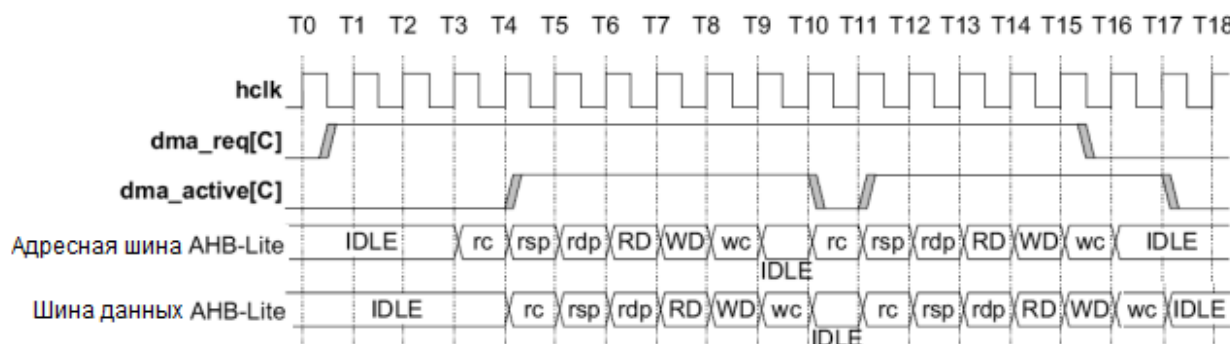 T0 T1 T2 T3 T4 T5 T6 T7 T8 T9 T10 T11 T12 T13 T14 T15 T16 T17 T18
hclk
dma_req[C]
dma_active[C]
Адресная шина AHB-Lite IDLE rc rsp rdp RD WD wc IDLE rc rsp rdp RD WD wc IDLE
Шина данных AHB-Lite IDLE rc rsp rdp RD WD wc IDLE rc rsp rdp RD WD wc IDLE